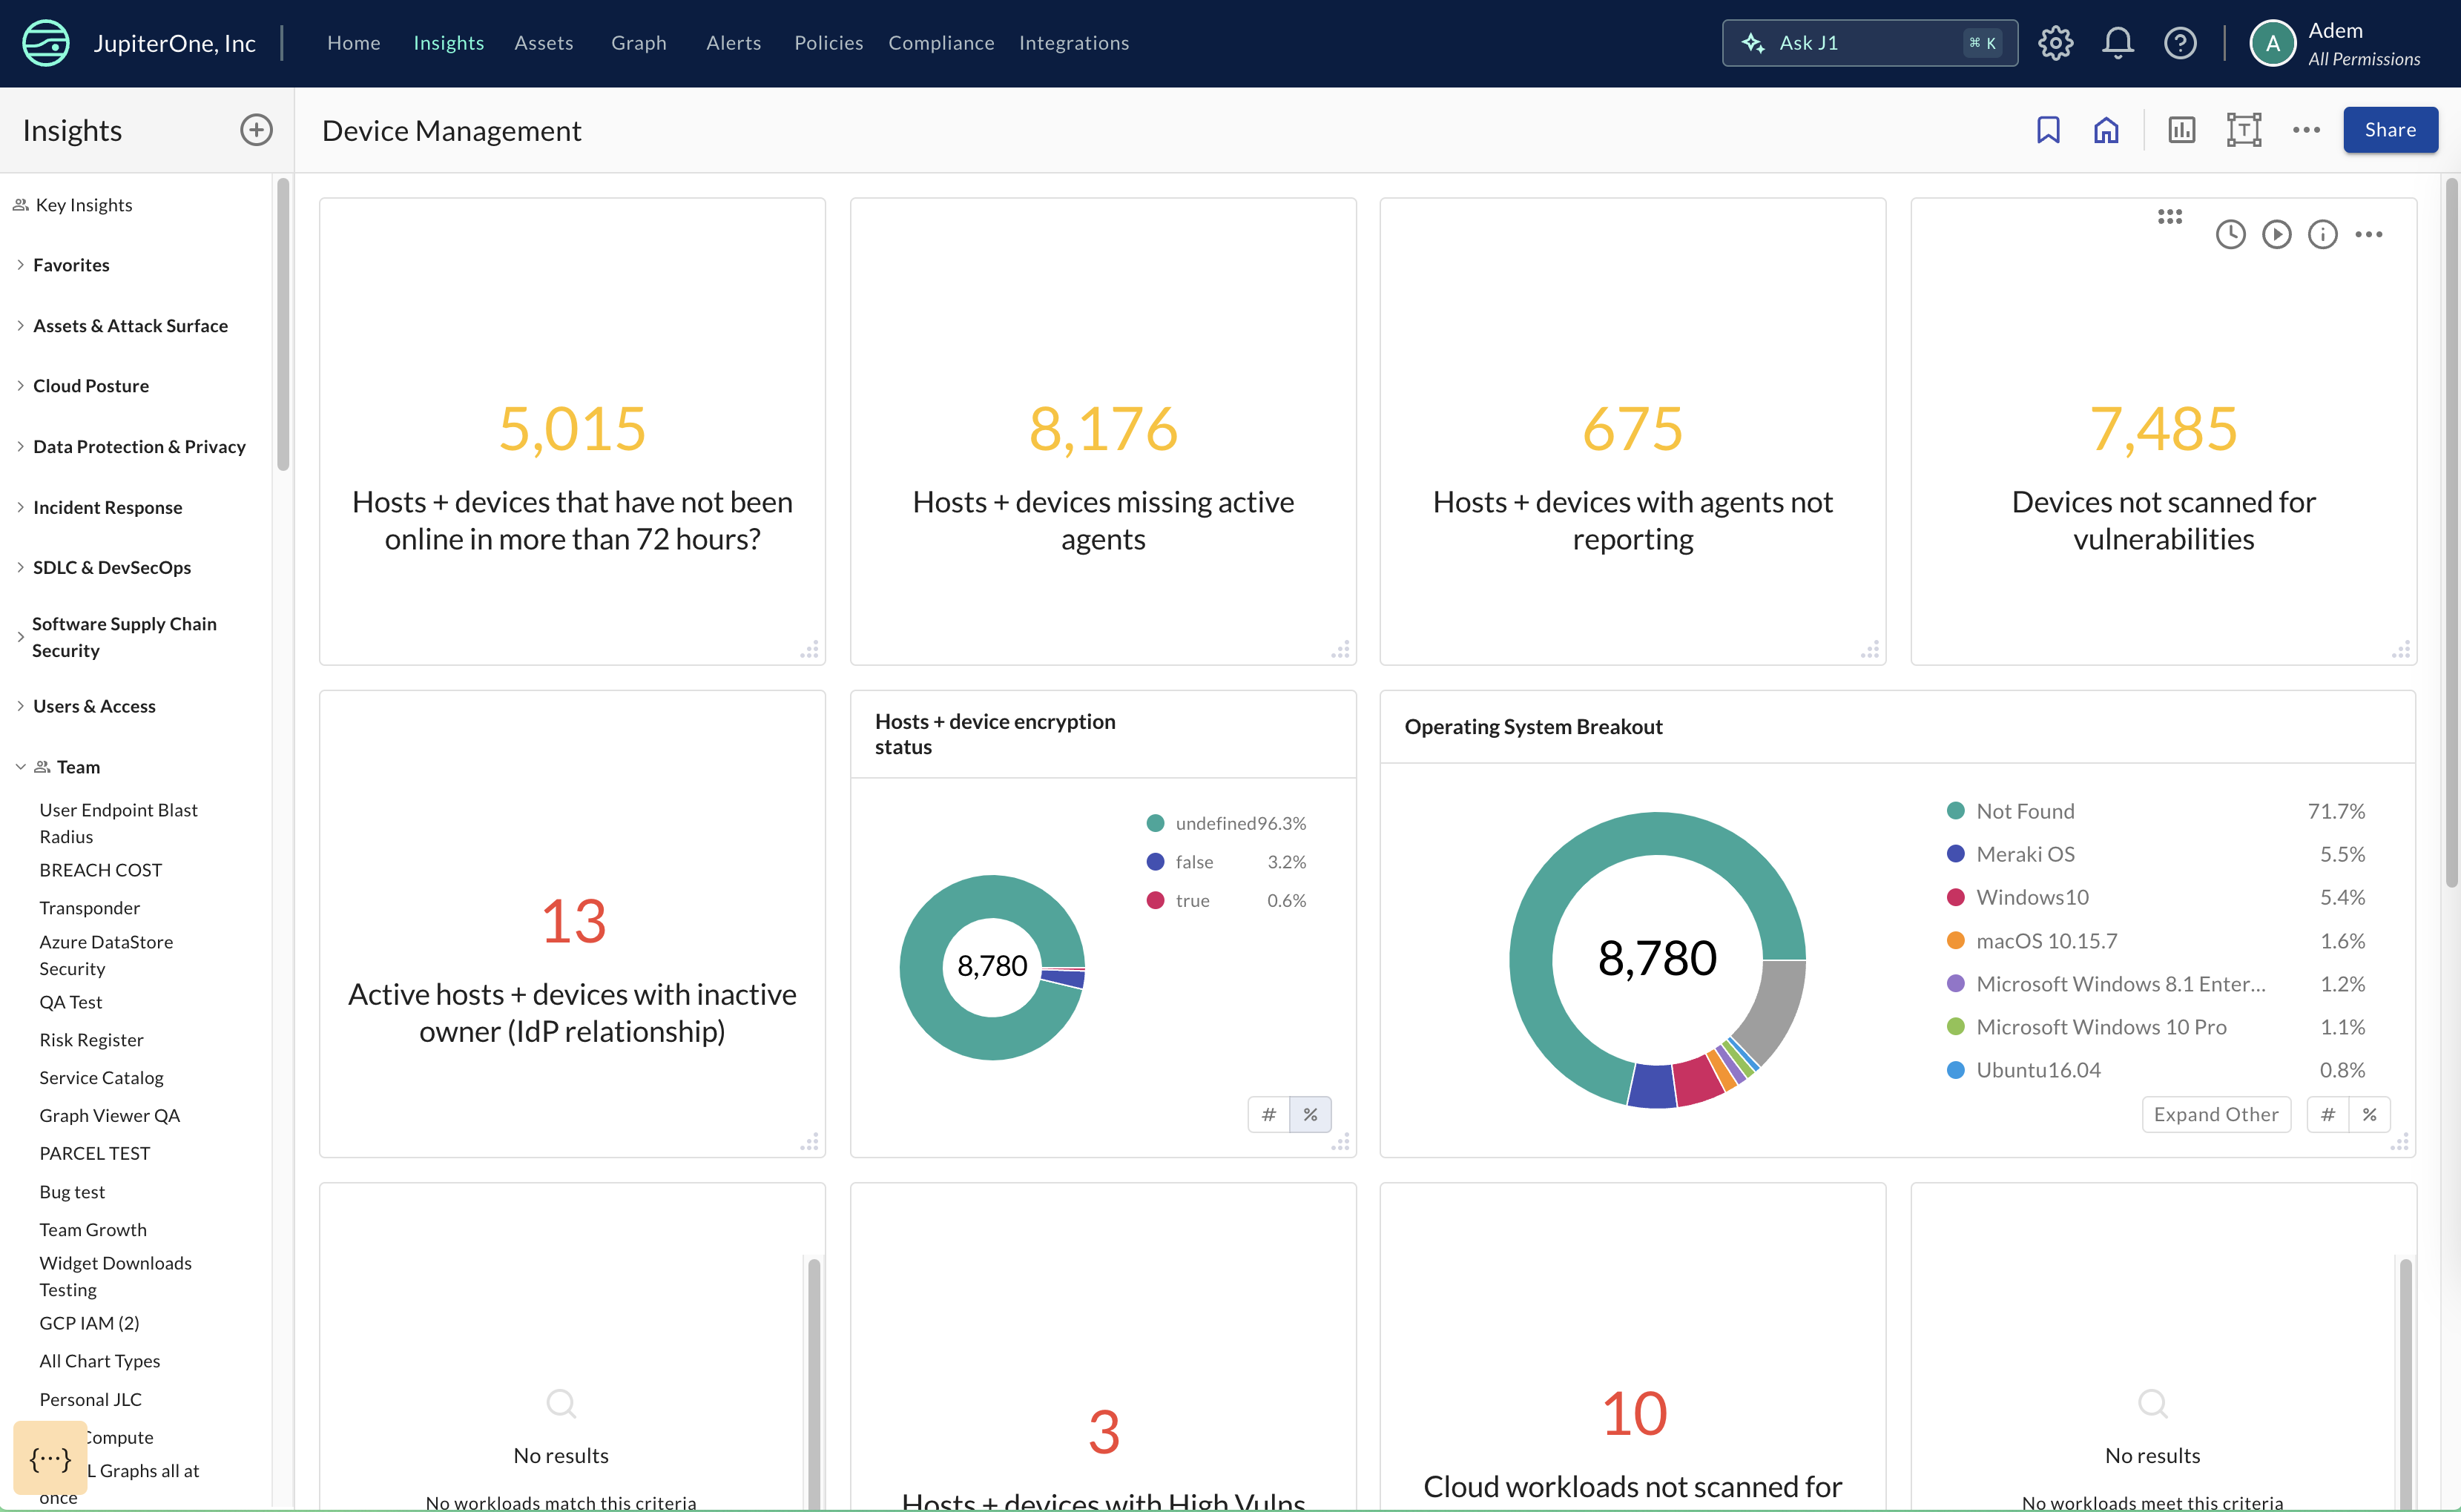 JupiterOne, Inc
Home
Insights
Assets
Graph
Alerts
Policies
Compliance
Integrations
Ask J1
⌘ K
A
Adem
All Permissions
Insights
Device Management
Share
Key Insights
Favorites
Assets & Attack Surface
Cloud Posture
Data Protection & Privacy
Incident Response
SDLC & DevSecOps
Software Supply Chain
Security
Users & Access
Team
User Endpoint Blast
Radius
BREACH COST
Transponder
Azure DataStore
Security
QA Test
Risk Register
Service Catalog
Graph Viewer QA
PARCEL TEST
Bug test
Team Growth
Widget Downloads
Testing
GCP IAM (2)
All Chart Types
Personal JLC
Compute
L Graphs all at
once
{···}
5,015
Hosts + devices that have not been
online in more than 72 hours?
8,176
Hosts + devices missing active
agents
675
Hosts + devices with agents not
reporting
7,485
Devices not scanned for
vulnerabilities
13
Active hosts + devices with inactive
owner (IdP relationship)
Hosts + device encryption
status
8,780
undefined96.3%
false 3.2%
true 0.6%
# %
Operating System Breakout
8,780
Not Found 71.7%
Meraki OS 5.5%
Windows10 5.4%
macOS 10.15.7 1.6%
Microsoft Windows 8.1 Enter... 1.2%
Microsoft Windows 10 Pro 1.1%
Ubuntu16.04 0.8%
Expand Other
# %
No results
No workloads match this criteria
3
Hosts + devices with High Vulns
10
Cloud workloads not scanned for
No results
No workloads meet this criteria